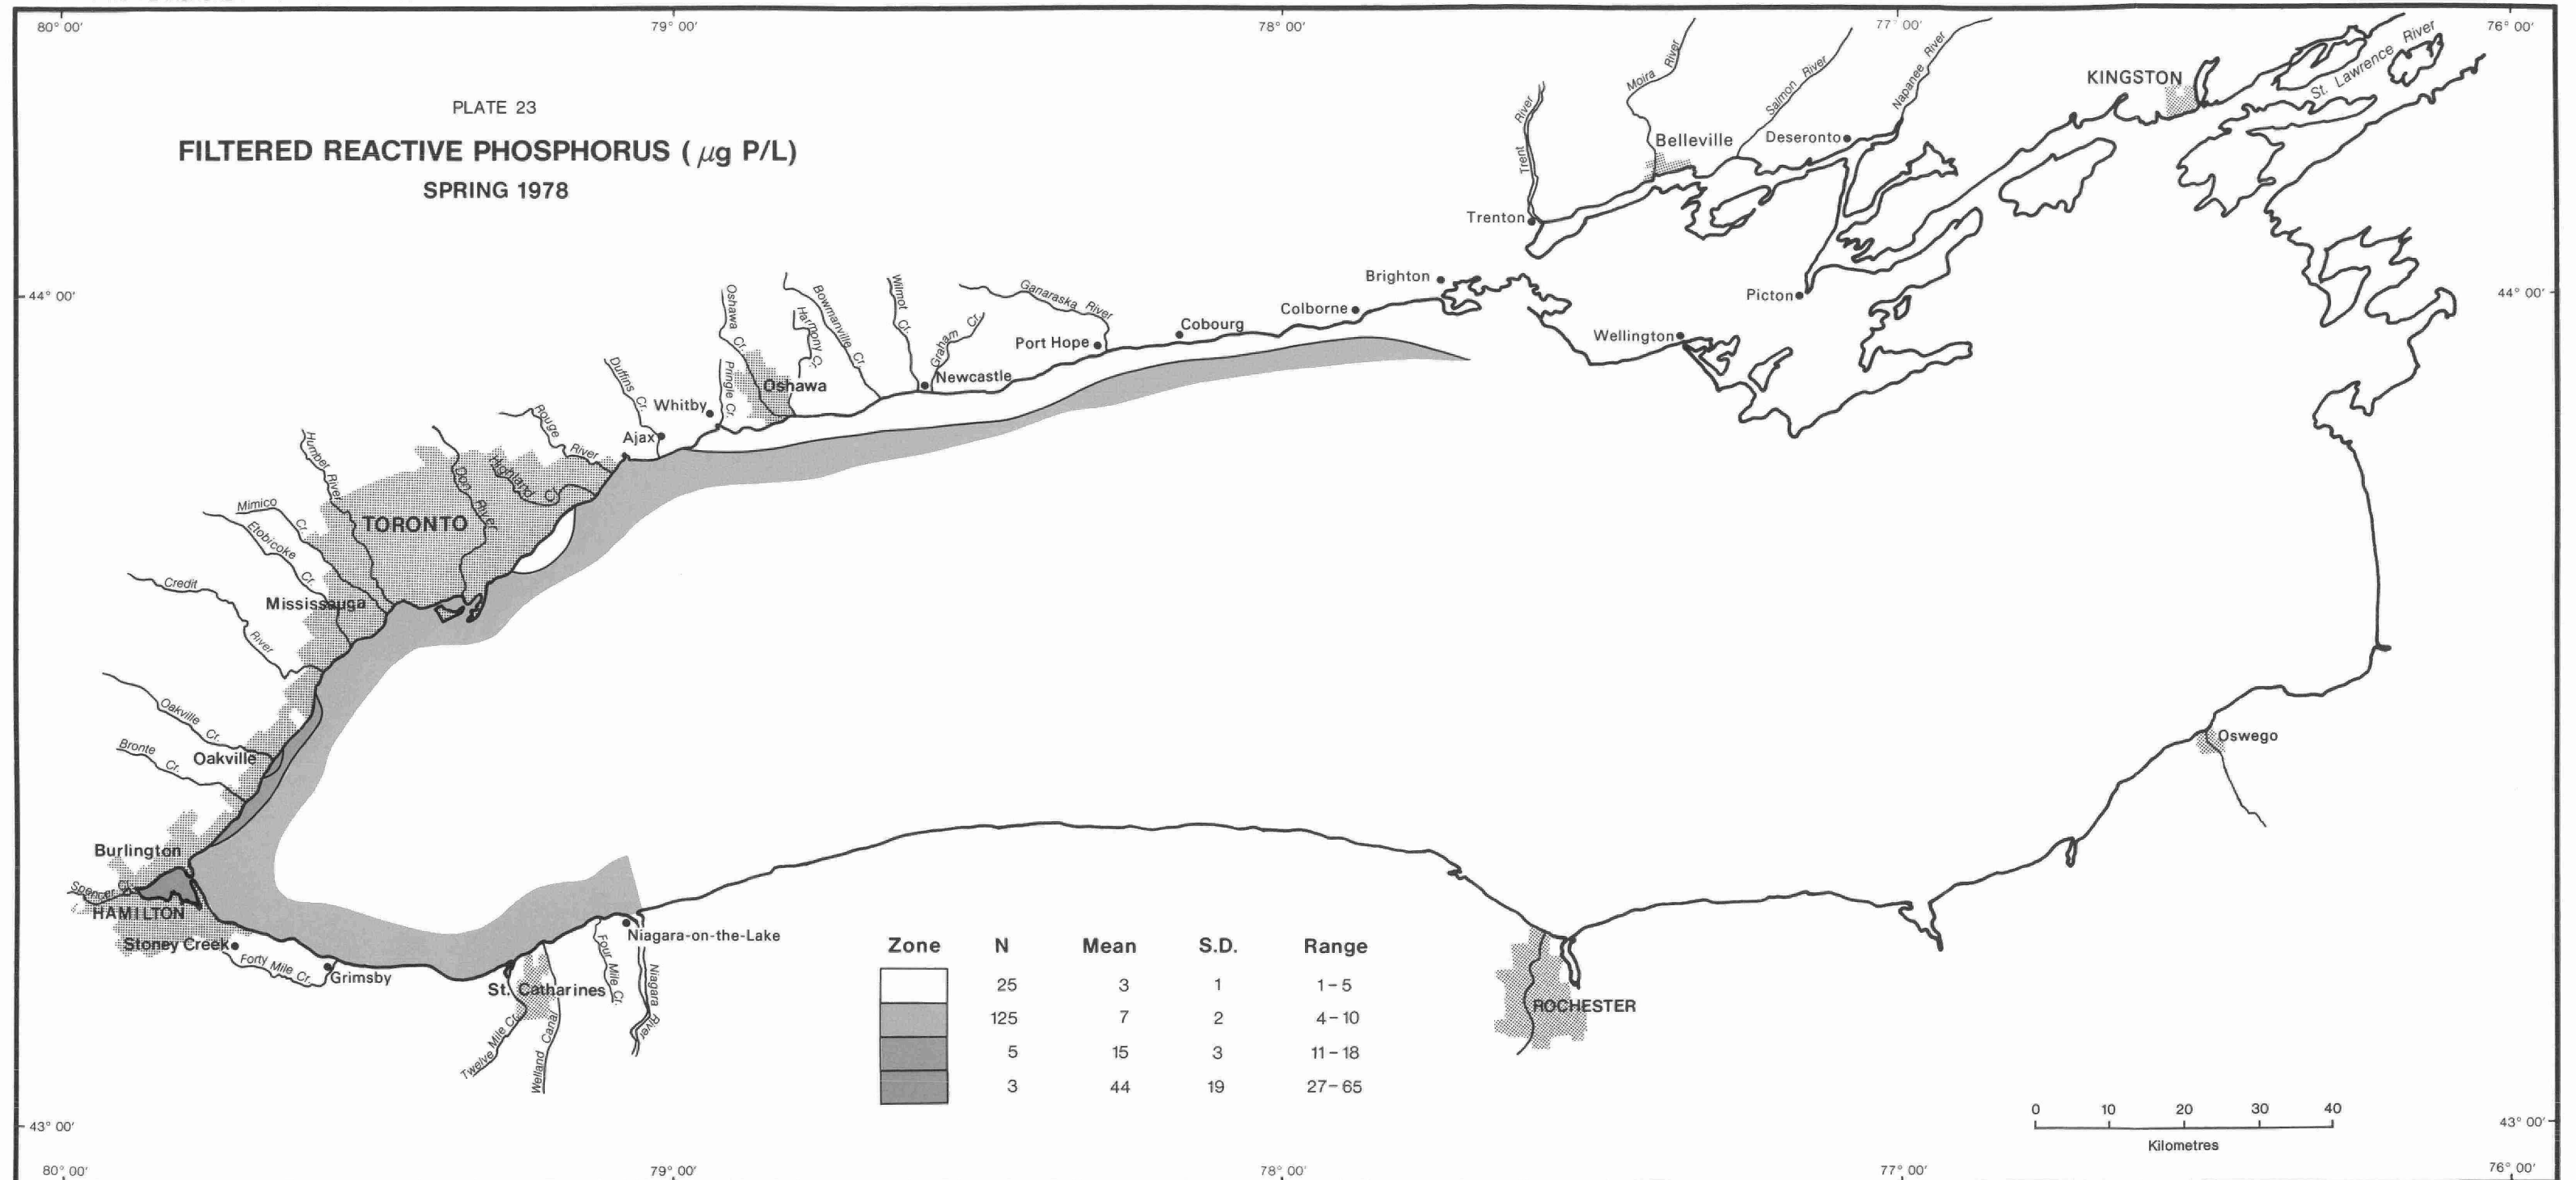 80° 00'
79° 00'
78° 00'
77° 00'
76° 00'
PLATE 23
FILTERED REACTIVE PHOSPHORUS ( μg P/L)
SPRING 1978
KINGSTON
St. Lawrence River
Moira River
Salmon River
Napanee River
Trent River
Belleville
Deseronto
Trenton
Brighton
Picton
Colborne
Wellington
Cobourg
Port Hope
Ganaraska River
Graham Cr.
Wilmot Cr.
Newcastle
Bowmanville Cr.
Harmony Cr.
Oshawa Cr.
Oshawa
Pringle Cr.
Whitby
Duffins Cr.
Ajax
Rouge River
Highland Cr.
Don River
Humber River
TORONTO
Mimico Cr.
Etobicoke Cr.
Mississauga
Credit River
Oakville Cr.
Oakville
Bronte Cr.
Burlington
Spencer Cr.
HAMILTON
Stoney Creek
Forty Mile Cr.
Grimsby
St. Catharines
Twelve Mile Cr.
Welland Canal
Four Mile Cr.
Niagara-on-the-Lake
Niagara River
ROCHESTER
Oswego
44° 00'
44° 00'
43° 00'
43° 00'
Zone N Mean S.D. Range
25 3 1 1-5
125 7 2 4-10
5 15 3 11-18
3 44 19 27-65
0 10 20 30 40
Kilometres
80° 00'
79° 00'
78° 00'
77° 00'
76° 00'